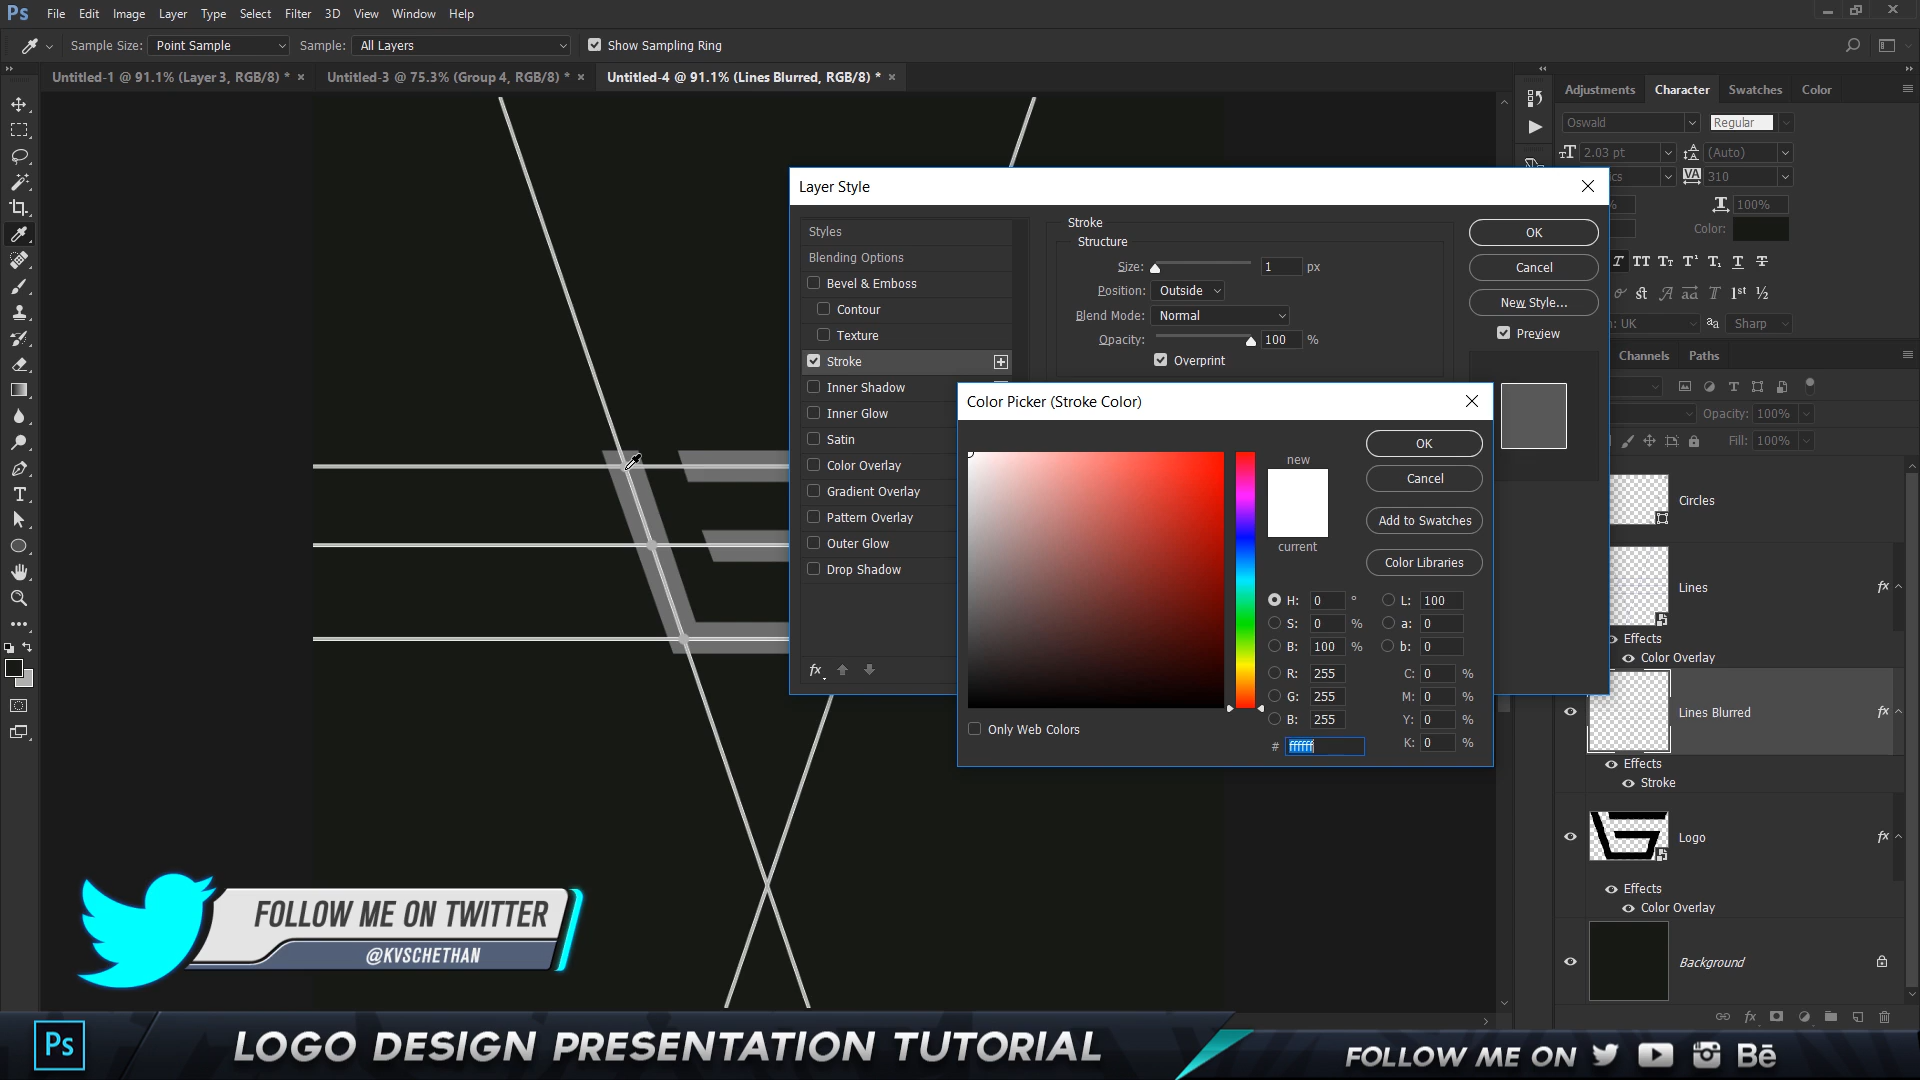 Ps File Edit Image Layer Type Select Filter 3D View Window Help
Sample Size: Point Sample Sample: All Layers Show Sampling Ring
Untitled-1 @ 91.1% (Layer 3, RGB/8) * × Untitled-3 @ 75.3% (Group 4, RGB/8) * × Untitled-4 @ 91.1% (Lines Blurred, RGB/8) * ×
Adjustments Character Swatches Color
Oswald Regular
2.03 pt (Auto)
ics 310
% 100%
Color:
: UK Sharp
Channels Paths
Opacity: 100%
Fill: 100%
Circles
Lines fx
Effects
Color Overlay
Lines Blurred fx
Effects
Stroke
Logo fx
Effects
Color Overlay
Background
Layer Style
Styles
Blending Options
Bevel & Emboss
Contour
Texture
Stroke
Inner Shadow
Inner Glow
Satin
Color Overlay
Gradient Overlay
Pattern Overlay
Outer Glow
Drop Shadow
fx
Stroke
Structure
Size: 1 px
Position: Outside
Blend Mode: Normal
Opacity: 100 %
Overprint
OK
Cancel
New Style...
Preview
Color Picker (Stroke Color)
new
current
OK
Cancel
Add to Swatches
Color Libraries
H: 0 ° L: 100
S: 0 % a: 0
B: 100 % b: 0
R: 255 C: 0 %
G: 255 M: 0 %
B: 255 Y: 0 %
# ffffff K: 0 %
Only Web Colors
FOLLOW ME ON TWITTER
@KVSCHETHAN
Ps LOGO DESIGN PRESENTATION TUTORIAL
FOLLOW ME ON Bē